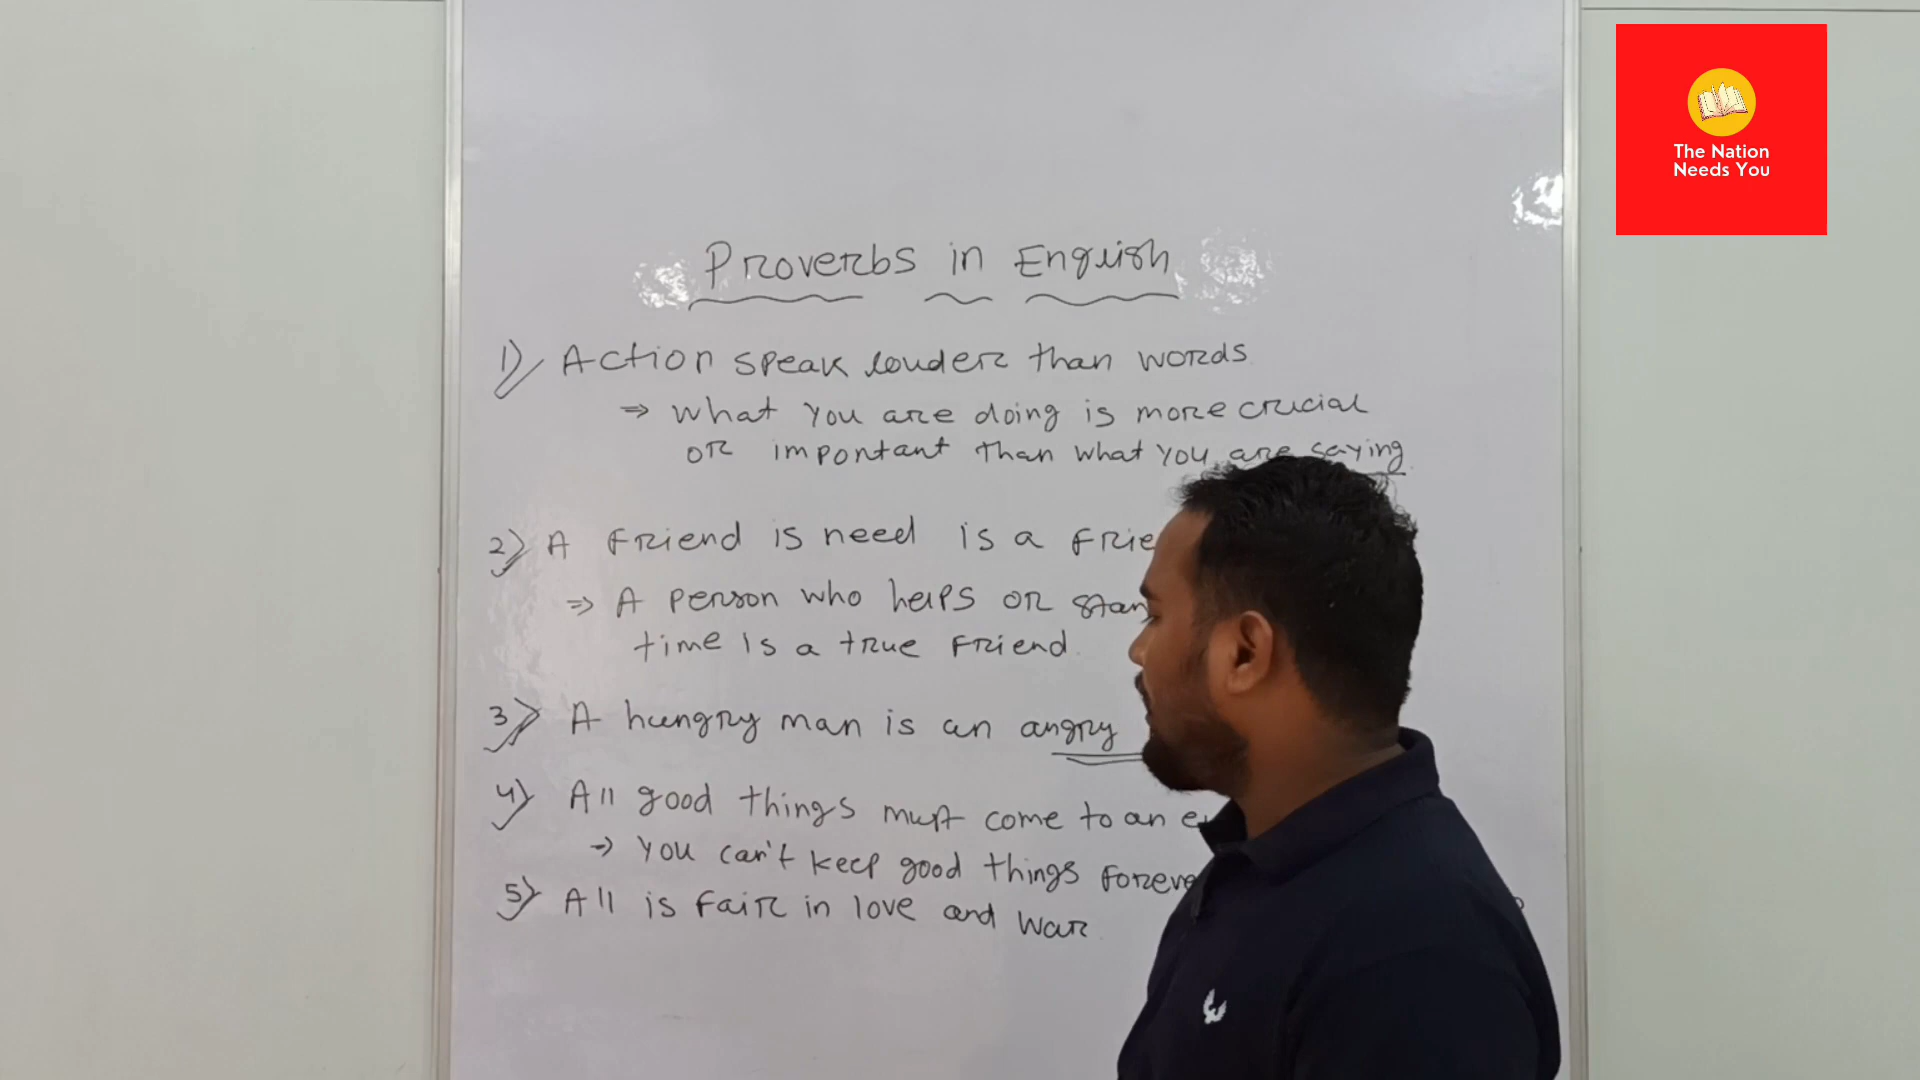 The Nation
Needs You
Proverbs in English
1) Action speak louder than words
⇒ what you are doing is more crucial
or important than what you are saying.
2) A Friend is need is a
⇒ A person who helps or
time is a true Friend.
3) A hungry man is an angry
4) All good things must come to an
→ You can't keep good things
5) All is Fair in love and war.